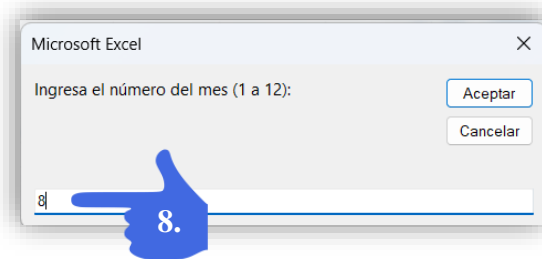 Microsoft Excel
Ingresa el número del mes (1 a 12):
Aceptar
Cancelar
8
8.